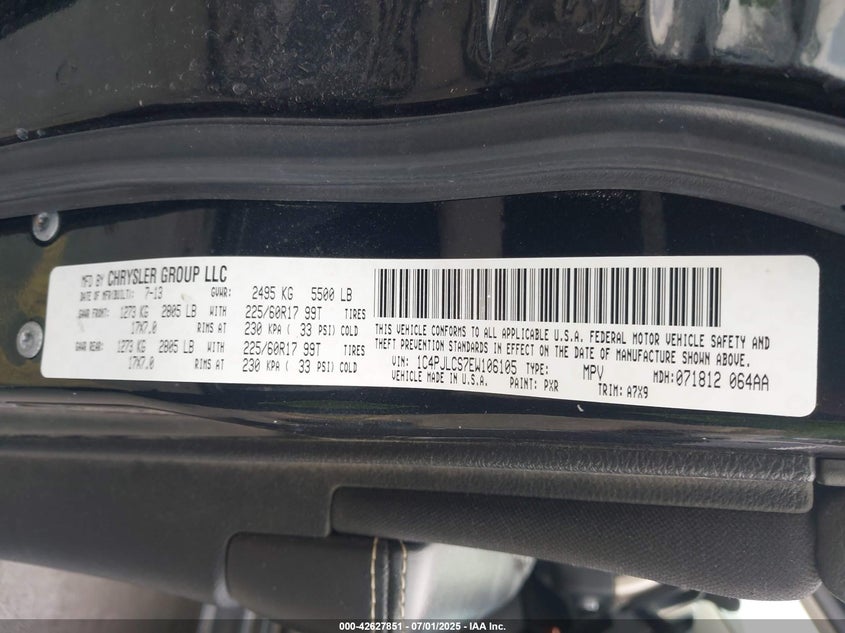 MFD BY CHRYSLER GROUP LLC
DATE OF MFR(BUILT): 7-13 GVWR: 2495 KG 5500 LB
GAWR FRONT: 1273 KG 2805 LB WITH 225/60R17 99T TIRES
17X7.0 RIMS AT 230 KPA ( 33 PSI) COLD
GAWR REAR: 1273 KG 2805 LB WITH 225/60R17 99T TIRES
17X7.0 RIMS AT 230 KPA ( 33 PSI) COLD
THIS VEHICLE CONFORMS TO ALL APPLICABLE U.S.A. FEDERAL MOTOR VEHICLE SAFETY AND
THEFT PREVENTION STANDARDS IN EFFECT ON THE DATE OF MANUFACTURE SHOWN ABOVE.
VIN: 1C4PJLCS7EW106105 TYPE: MPV MDH: 071812 064AA
VEHICLE MADE IN U.S.A. PAINT: PXR TRIM: A7X9
000-42627851 - 07/01/2025 - IAA Inc.